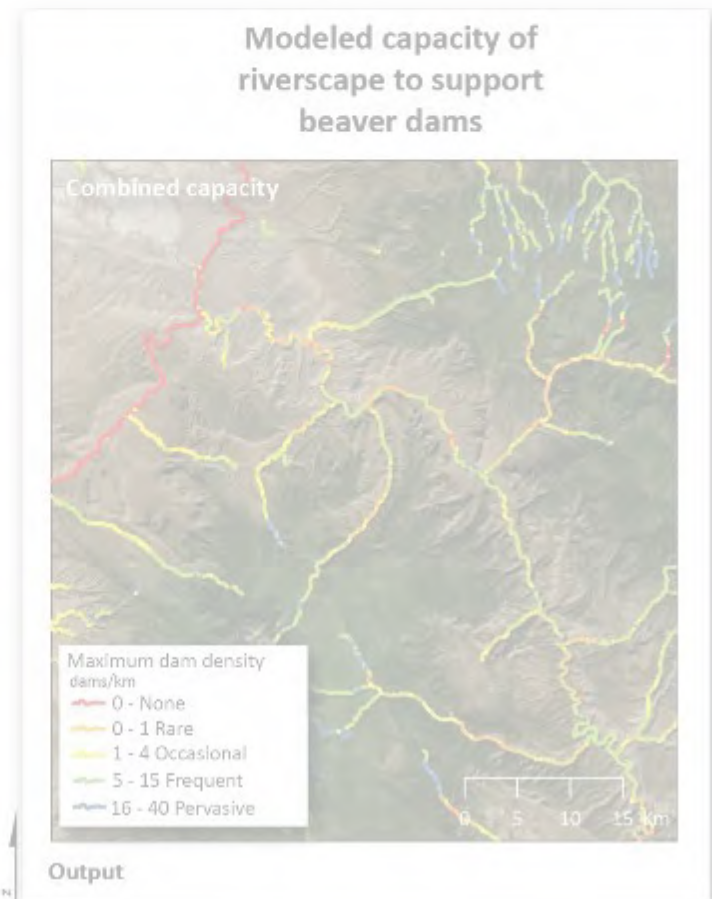 Modeled capacity of
riverscape to support
beaver dams
Combined capacity
Maximum dam density
dams/km
0 - None
0 - 1 Rare
1 - 4 Occasional
5 - 15 Frequent
16 - 40 Pervasive
0 5 10 15 km
Output
N